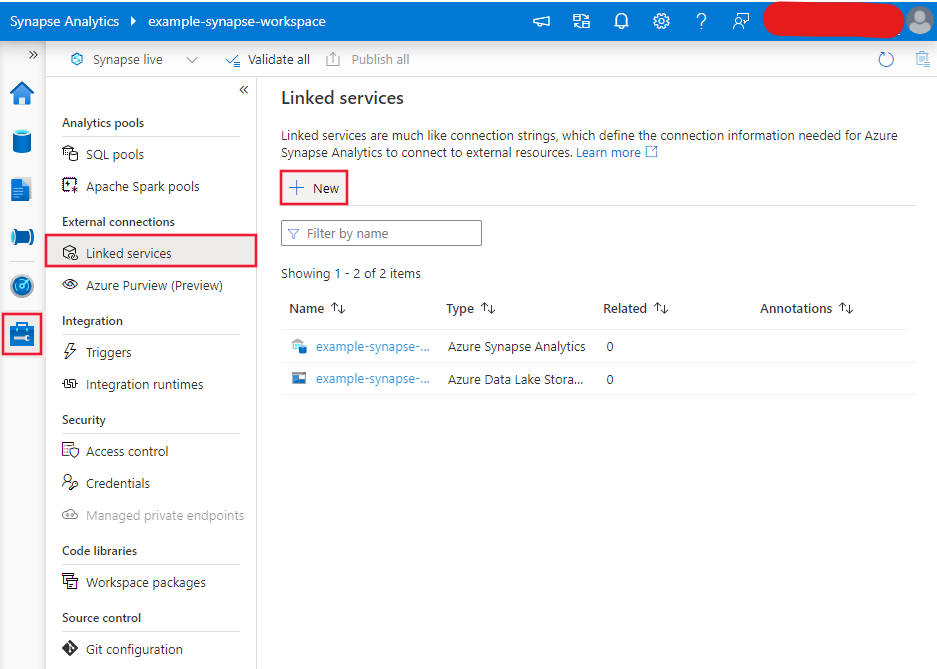 Synapse Analytics example-synapse-workspace
Synapse live Validate all Publish all
Analytics pools
SQL pools
Apache Spark pools
External connections
Linked services
Azure Purview (Preview)
Integration
Triggers
Integration runtimes
Security
Access control
Credentials
Managed private endpoints
Code libraries
Workspace packages
Source control
Git configuration
Linked services
Linked services are much like connection strings, which define the connection information needed for Azure
Synapse Analytics to connect to external resources. Learn more
New
Filter by name
Showing 1 - 2 of 2 items
Name Type Related Annotations
example-synapse-... Azure Synapse Analytics 0
example-synapse-... Azure Data Lake Stora... 0